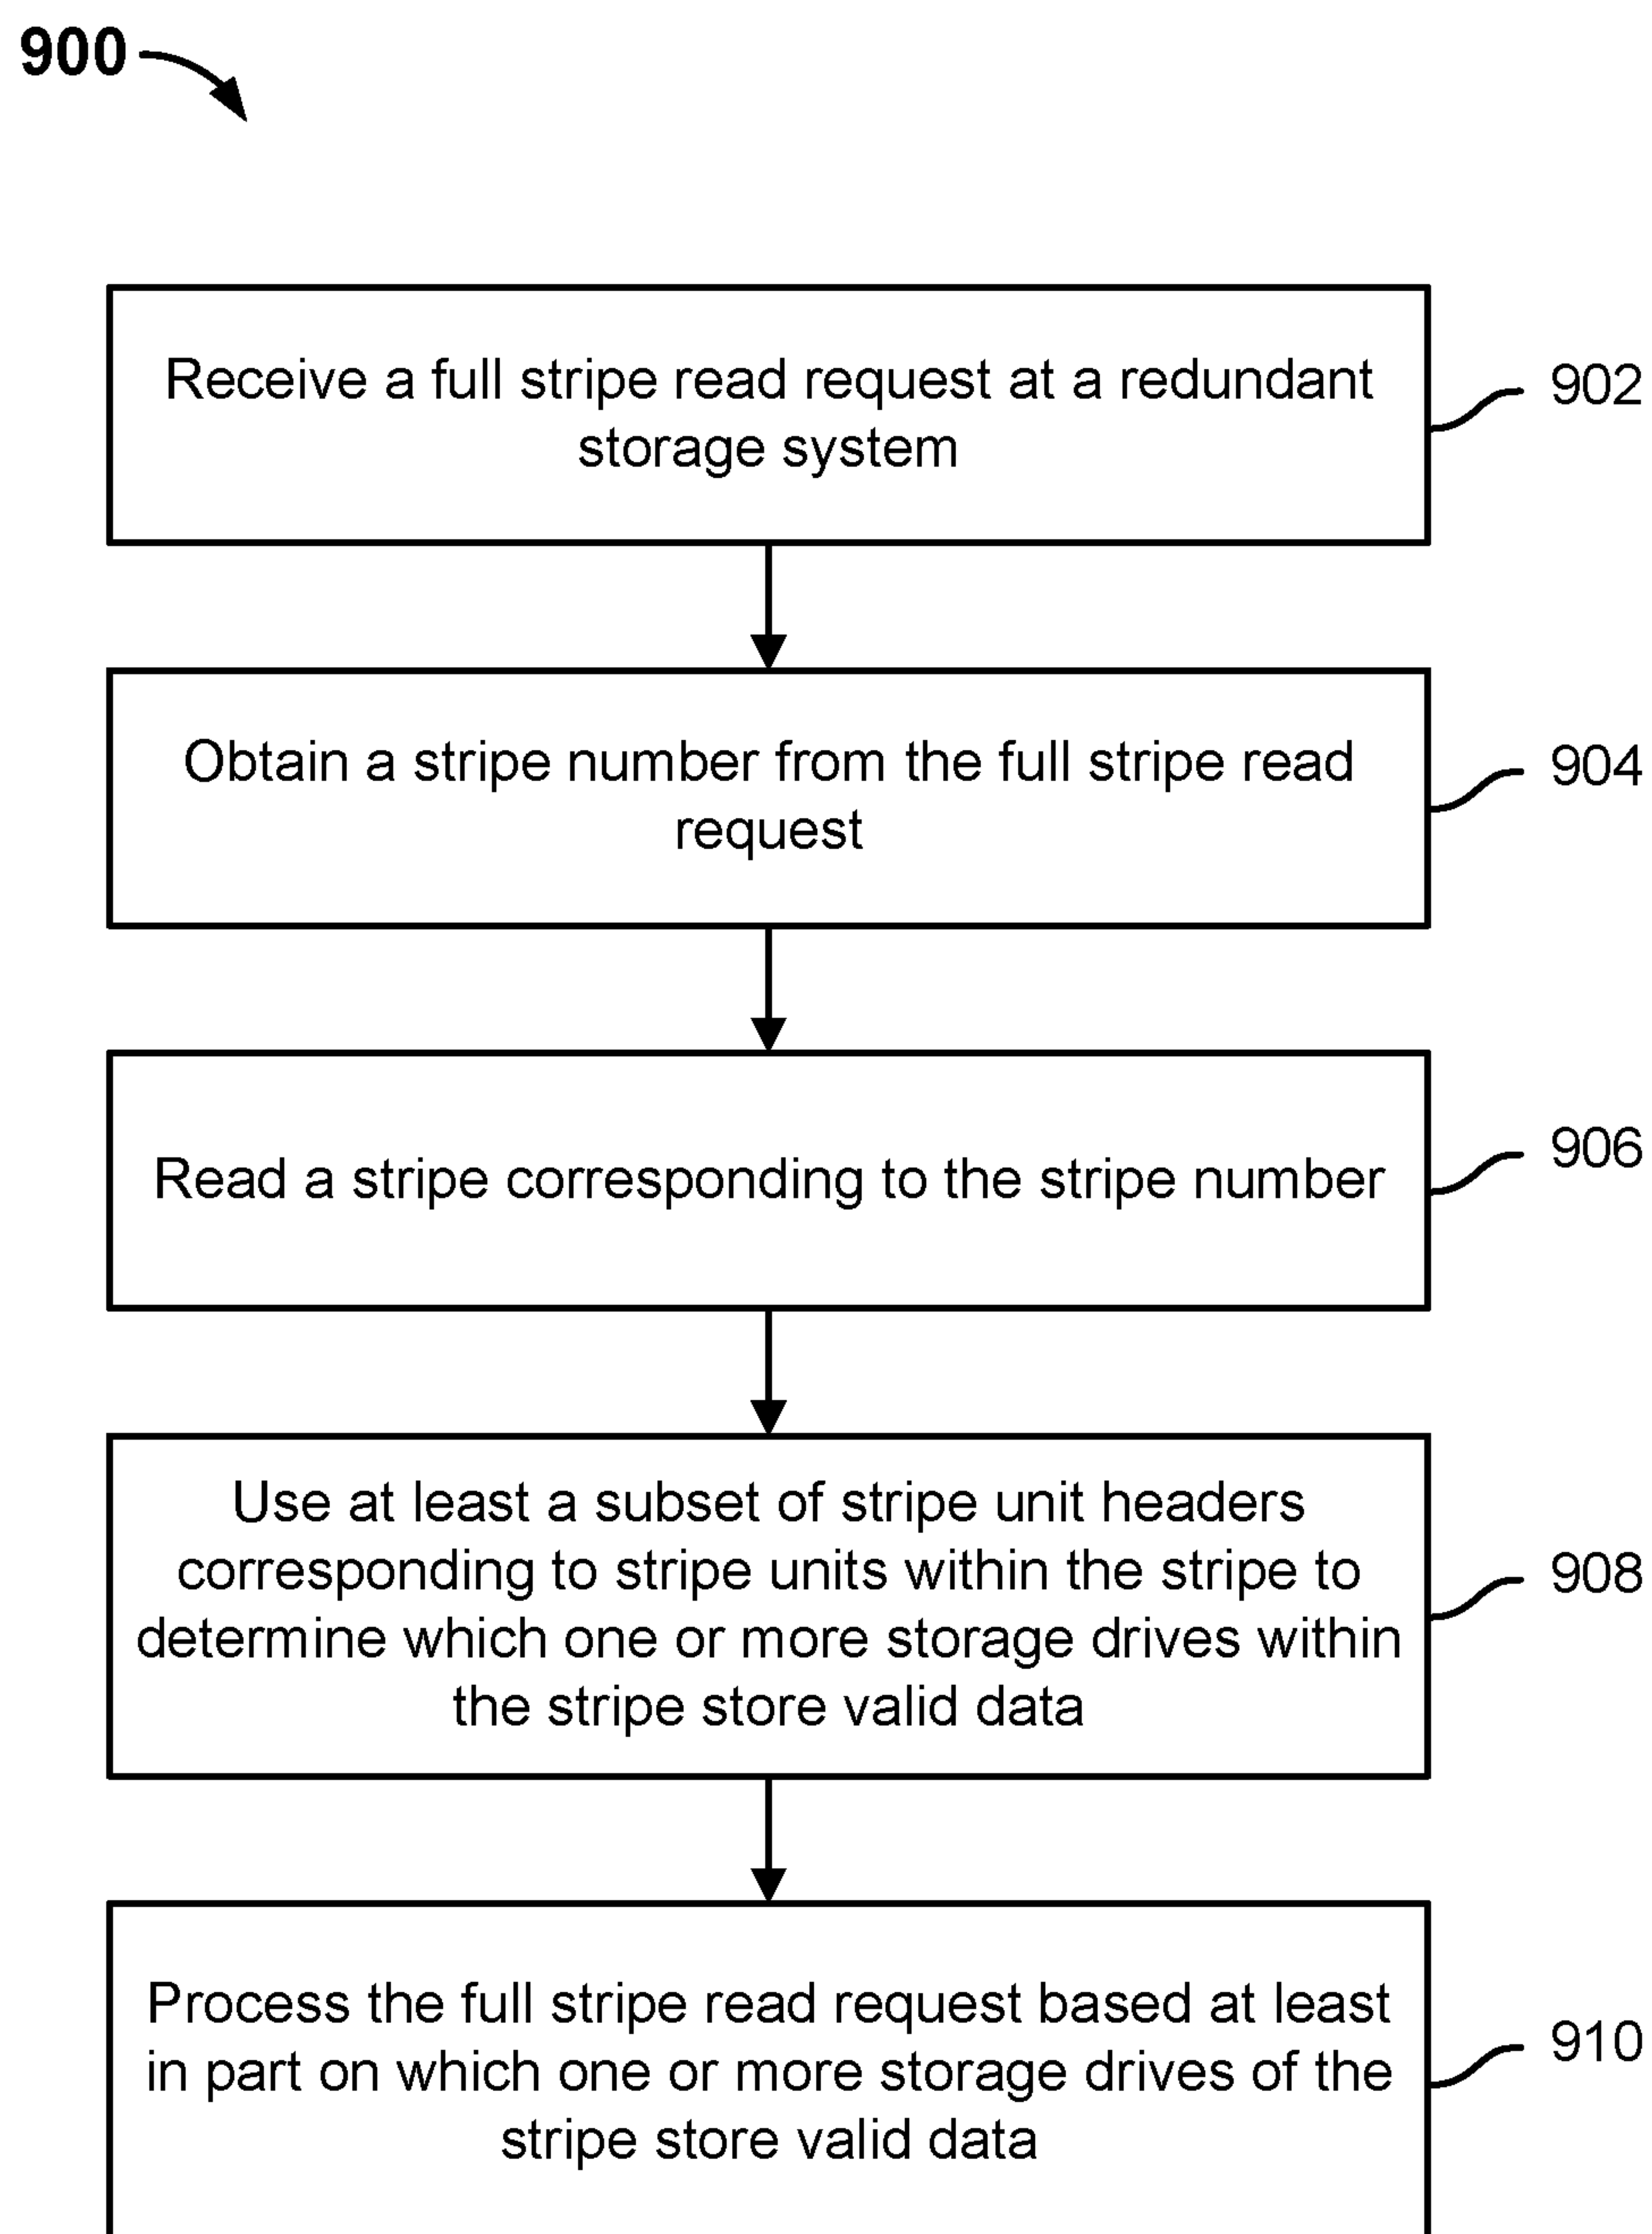 900
Receive a full stripe read request at a redundant
storage system
902
Obtain a stripe number from the full stripe read
request
904
Read a stripe corresponding to the stripe number
906
Use at least a subset of stripe unit headers
corresponding to stripe units within the stripe to
determine which one or more storage drives within
the stripe store valid data
908
Process the full stripe read request based at least
in part on which one or more storage drives of the
stripe store valid data
910